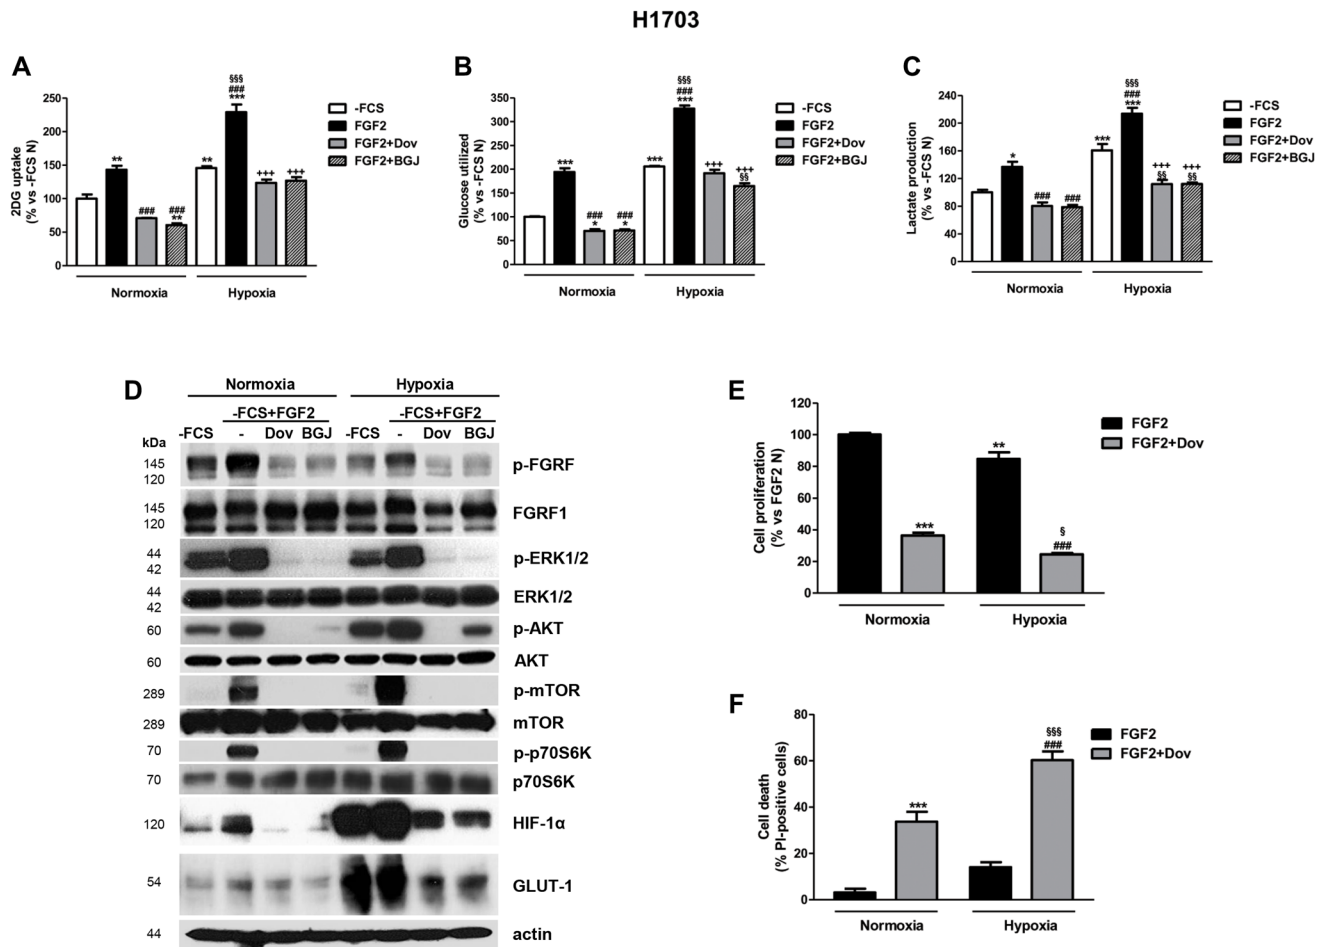 H1703
A
2DG uptake
(% vs -FCS N)
250
200
150
100
50
0
**
***
###
§§§
###
###
**
**
+++
+++
Normoxia
Hypoxia
-FCS
FGF2
FGF2+Dov
FGF2+BGJ
B
Glucose utilized
(% vs -FCS N)
350
300
250
200
150
100
50
0
***
###
*
###
*
***
§§§
###
***
+++
+++
§§
Normoxia
Hypoxia
-FCS
FGF2
FGF2+Dov
FGF2+BGJ
C
Lactate production
(% vs -FCS N)
240
200
160
120
80
40
0
*
###
###
***
§§§
###
***
+++
§§
+++
§§
Normoxia
Hypoxia
-FCS
FGF2
FGF2+Dov
FGF2+BGJ
D
Normoxia
Hypoxia
-FCS+FGF2
-FCS+FGF2
-FCS - Dov BGJ -FCS - Dov BGJ
kDa
145
120
p-FGRF
145
120
FGRF1
44
42
p-ERK1/2
44
42
ERK1/2
60
p-AKT
60
AKT
289
p-mTOR
289
mTOR
70
p-p70S6K
70
p70S6K
120
HIF-1α
54
GLUT-1
44
actin
E
Cell proliferation
(% vs FGF2 N)
120
100
80
60
40
20
0
***
**
§
###
Normoxia
Hypoxia
FGF2
FGF2+Dov
F
Cell death
(% PI-positive cells)
80
60
40
20
0
***
§§§
###
Normoxia
Hypoxia
FGF2
FGF2+Dov